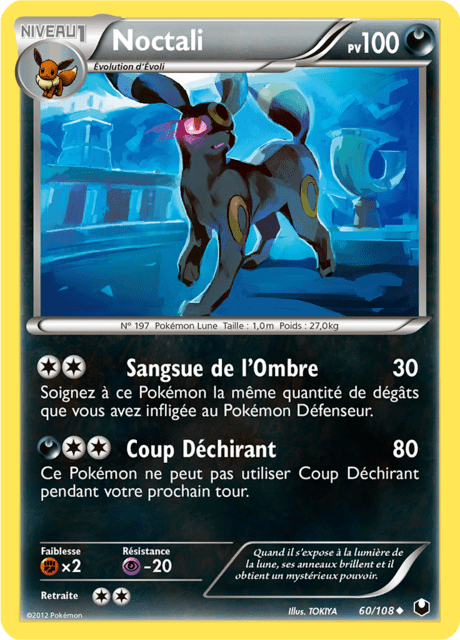 NIVEAU1
Noctali
PV100
Évolution d'Évoli
N° 197 Pokémon Lune Taille : 1,0m Poids : 27,0kg
Sangsue de l'Ombre 30
Soignez à ce Pokémon la même quantité de dégâts
que vous avez infligée au Pokémon Défenseur.
Coup Déchirant 80
Ce Pokémon ne peut pas utiliser Coup Déchirant
pendant votre prochain tour.
Faiblesse
×2
Résistance
-20
Retraite
Quand il s'expose à la lumière de
la lune, ses anneaux brillent et il
obtient un mystérieux pouvoir.
©2012 Pokémon
Illus. TOKIYA
60/108